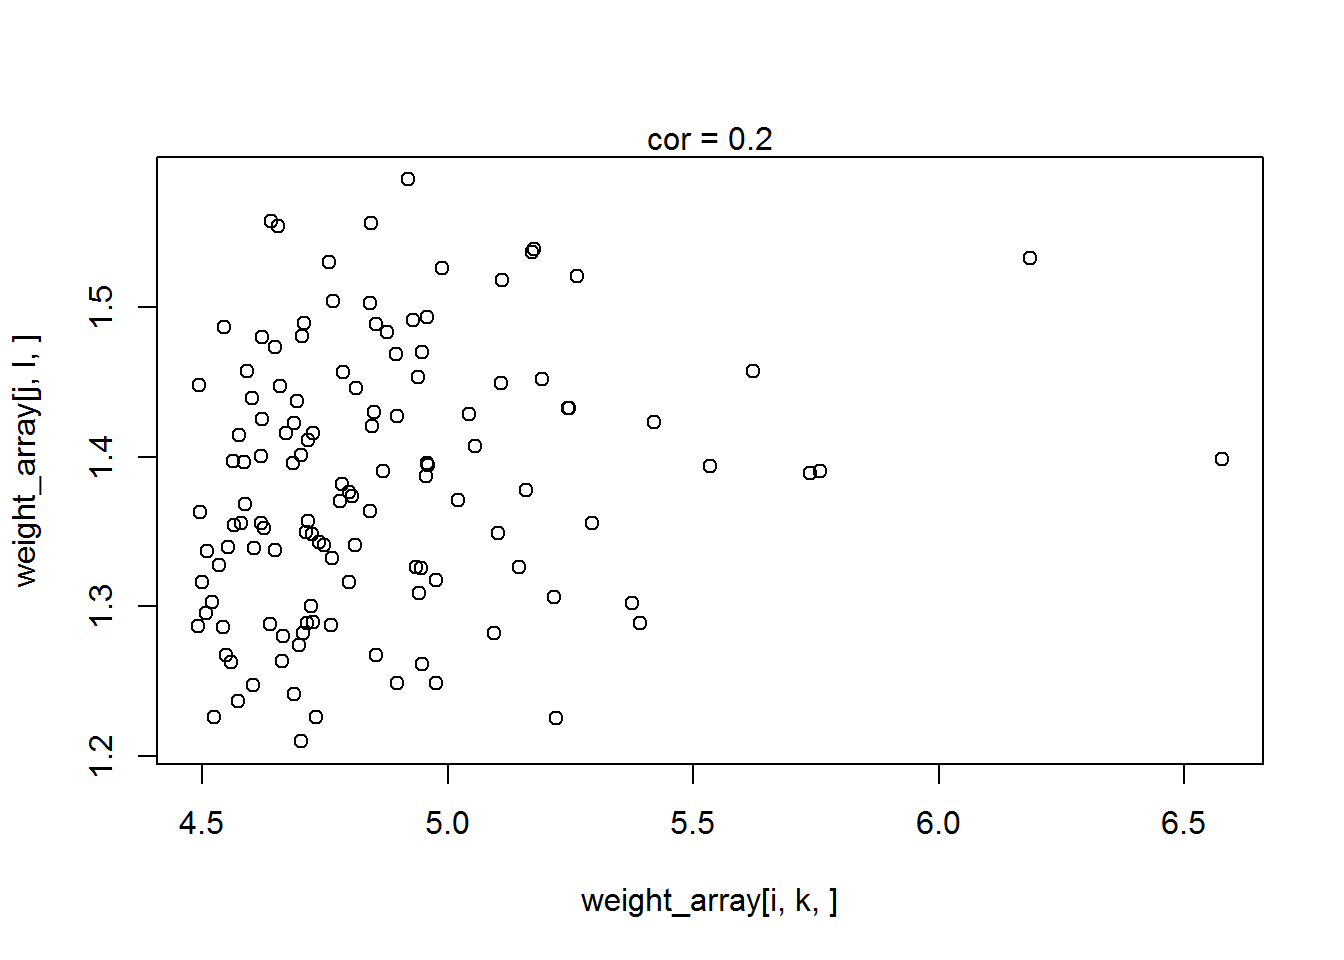 cor = 0.2
weight_array[j, l, ]
1.5
1.4
1.3
1.2
4.5 5.0 5.5 6.0 6.5
weight_array[i, k, ]